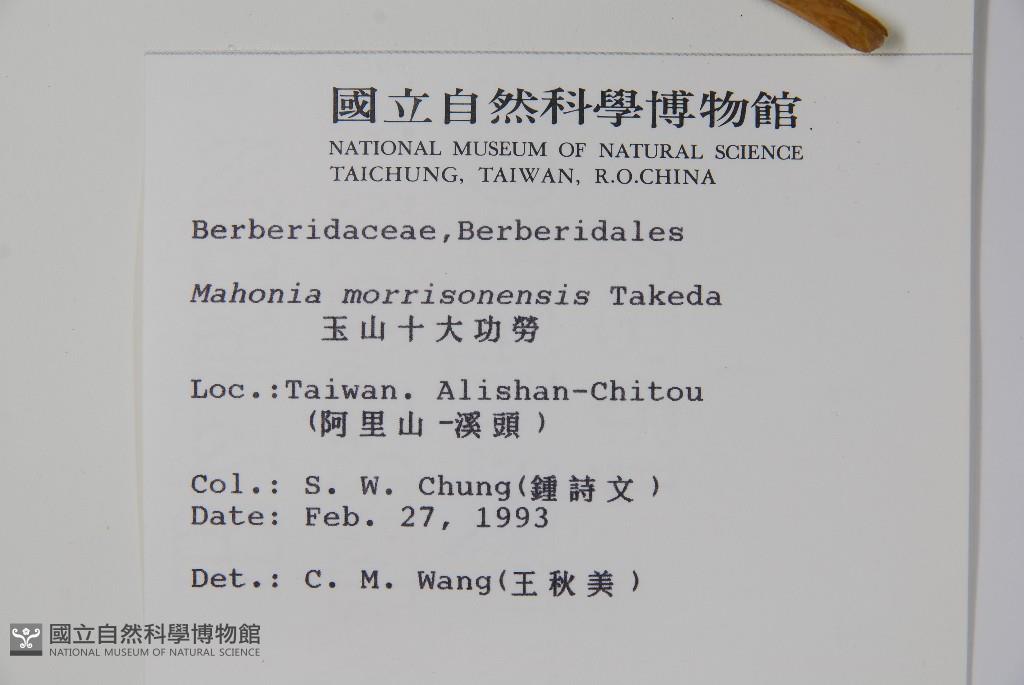 國立自然科學博物館
NATIONAL MUSEUM OF NATURAL SCIENCE
TAICHUNG, TAIWAN, R.O.CHINA
Berberidaceae,Berberidales
Mahonia morrisonensis Takeda
玉山十大功勞
Loc.:Taiwan. Alishan-Chitou
(阿里山-溪頭)
Col.: S. W. Chung(鍾詩文)
Date: Feb. 27, 1993
Det.: C. M. Wang(王秋美)
國立自然科學博物館
NATIONAL MUSEUM OF NATURAL SCIENCE